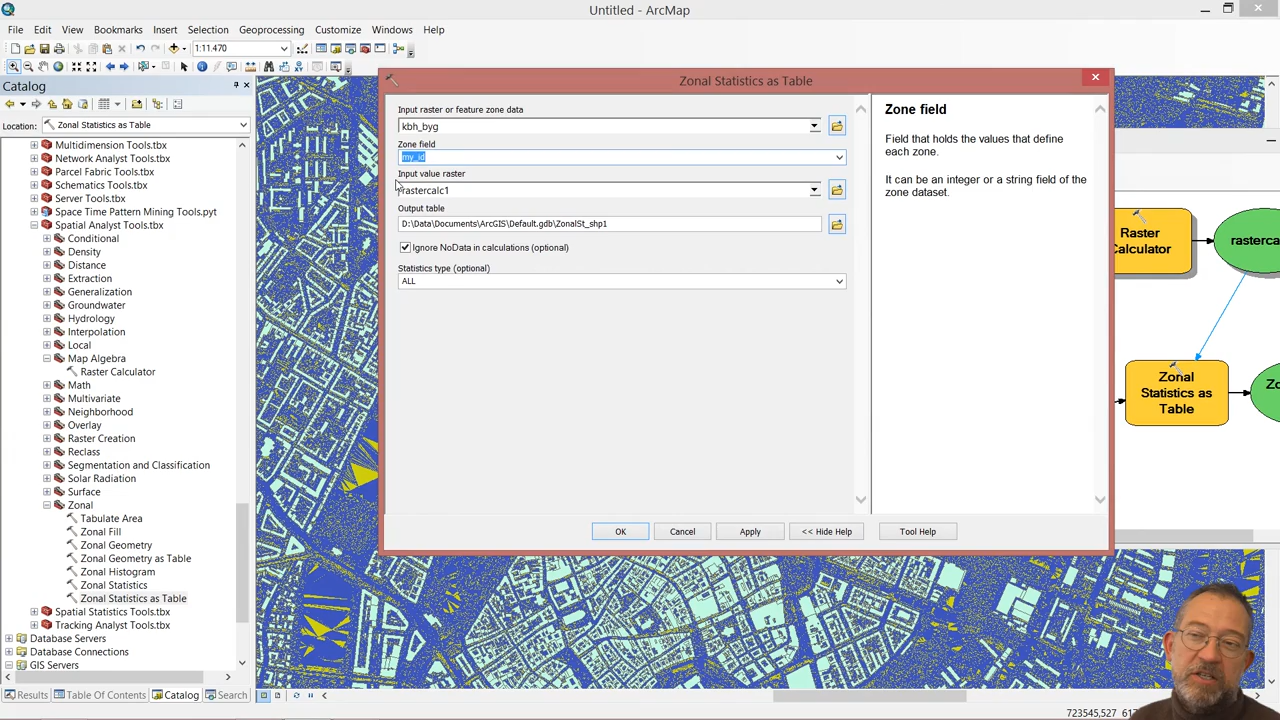 Untitled - ArcMap
File Edit View Bookmarks Insert Selection Geoprocessing Customize Windows Help
1:11.470
Catalog
Location: Zonal Statistics as Table
Multidimension Tools.tbx
Network Analyst Tools.tbx
Parcel Fabric Tools.tbx
Schematics Tools.tbx
Server Tools.tbx
Space Time Pattern Mining Tools.pyt
Spatial Analyst Tools.tbx
Conditional
Density
Distance
Extraction
Generalization
Groundwater
Hydrology
Interpolation
Local
Map Algebra
Raster Calculator
Math
Multivariate
Neighborhood
Overlay
Raster Creation
Reclass
Segmentation and Classification
Solar Radiation
Surface
Zonal
Tabulate Area
Zonal Fill
Zonal Geometry
Zonal Geometry as Table
Zonal Histogram
Zonal Statistics
Zonal Statistics as Table
Spatial Statistics Tools.tbx
Tracking Analyst Tools.tbx
Database Servers
Database Connections
GIS Servers
Results Table Of Contents Catalog Search
Zonal Statistics as Table
Input raster or feature zone data
kbh_byg
Zone field
my_id
Input value raster
rastercalc1
Output table
D:\Data\Documents\ArcGIS\Default.gdb\ZonalSt_shp1
Ignore NoData in calculations (optional)
Statistics type (optional)
ALL
OK Cancel Apply << Hide Help Tool Help
Zone field
Field that holds the values that define
each zone.
It can be an integer or a string field of the
zone dataset.
Raster
Calculator
rasterca
Zonal
Statistics as
Table
Zo
723545,527 617